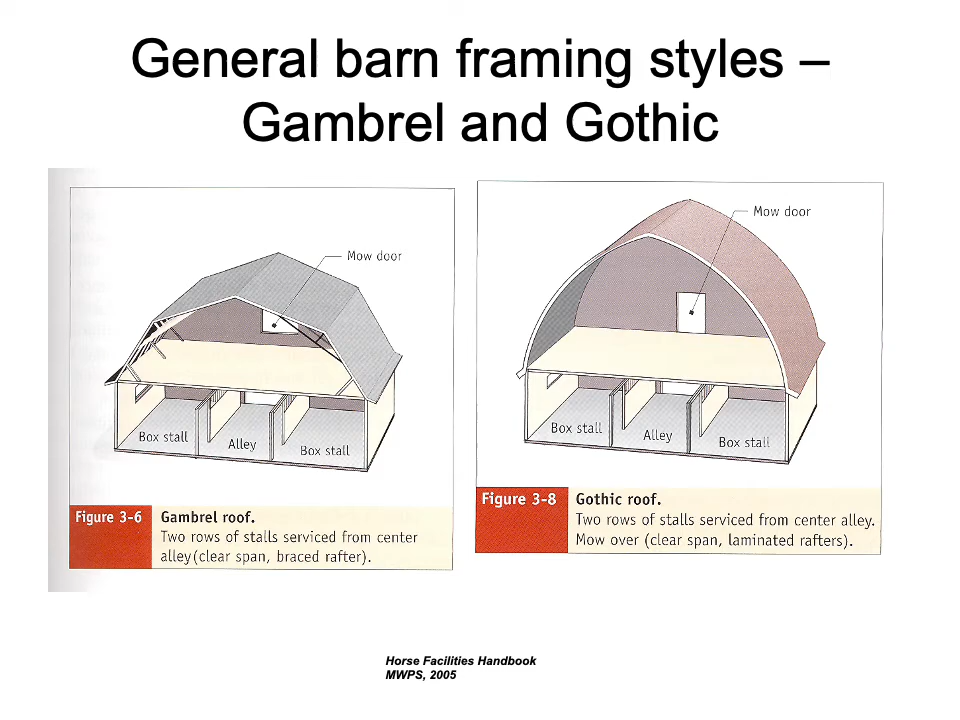 General barn framing styles –
Gambrel and Gothic
Mow door
Box stall
Alley
Box stall
Figure 3-6
Gambrel roof.
Two rows of stalls serviced from center
alley(clear span, braced rafter).
Mow door
Box stall
Alley
Box stall
Figure 3-8
Gothic roof.
Two rows of stalls serviced from center alley.
Mow over (clear span, laminated rafters).
Horse Facilities Handbook
MWPS, 2005